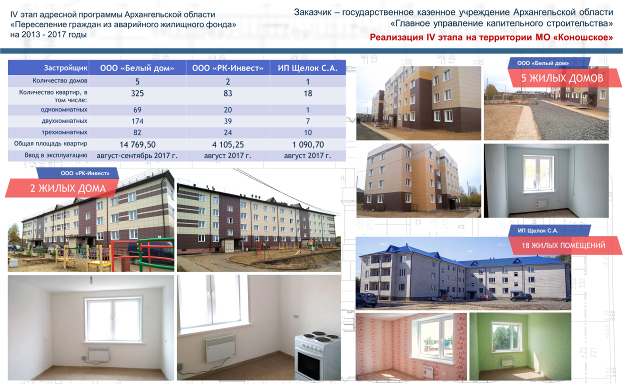 IV этап адресной программы Архангельской области
«Переселение граждан из аварийного жилищного фонда»
на 2013 - 2017 годы
Заказчик – государственное казенное учреждение Архангельской области
«Главное управление капительного строительства»
Реализация IV этапа на территории МО «Коношское»
Застройщик ООО «Белый дом» ООО «РК-Инвест» ИП Щелок С.А.
Количество домов 5 2 1
Количество квартир, в
том числе: 325 83 18
однокомнатных 69 20 1
двухкомнатных 174 39 7
трехкомнатных 82 24 10
Общая площадь квартир 14 769,50 4 105,25 1 090,70
Ввод в эксплуатацию август-сентябрь 2017 г. август 2017 г. август 2017 г.
ООО «Белый дом»
5 ЖИЛЫХ ДОМОВ
ООО «РК-Инвест»
2 ЖИЛЫХ ДОМА
ИП Щелок С.А.
18 ЖИЛЫХ ПОМЕЩЕНИЙ